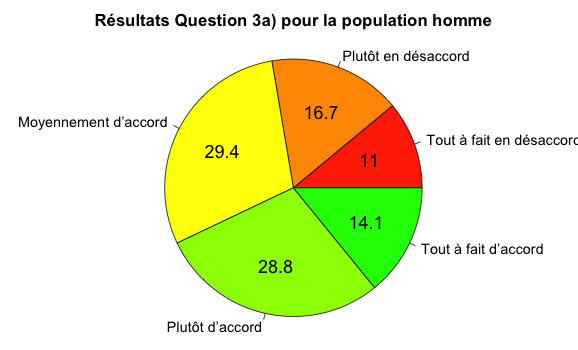 Résultats Question 3a) pour la population homme
Plutôt en désaccord
Moyennement d'accord
16.7
Tout à fait en désaccord
29.4
11
14.1
Tout à fait d'accord
28.8
Plutôt d'accord